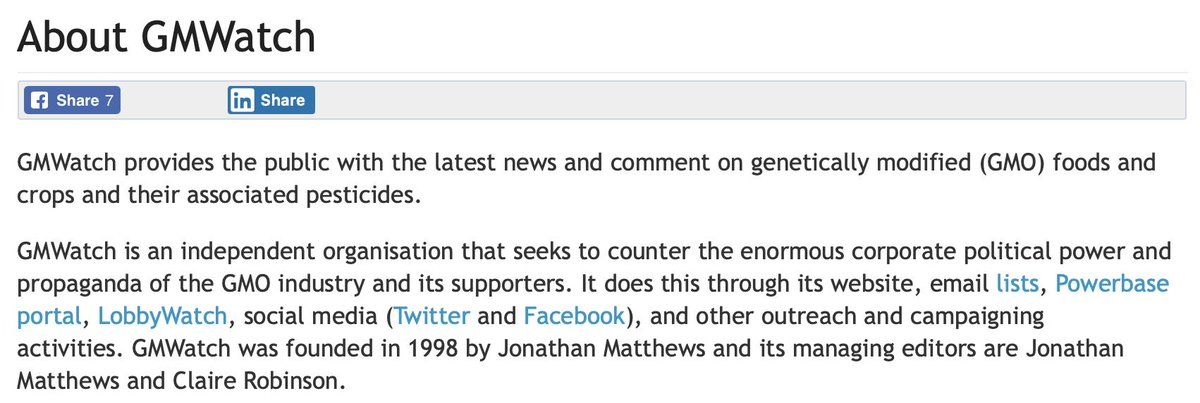 About GMWatch
Share 7
Share
GMWatch provides the public with the latest news and comment on genetically modified (GMO) foods and
crops and their associated pesticides.
GMWatch is an independent organisation that seeks to counter the enormous corporate political power and
propaganda of the GMO industry and its supporters. It does this through its website, email lists, Powerbase
portal, LobbyWatch, social media (Twitter and Facebook), and other outreach and campaigning
activities. GMWatch was founded in 1998 by Jonathan Matthews and its managing editors are Jonathan
Matthews and Claire Robinson.